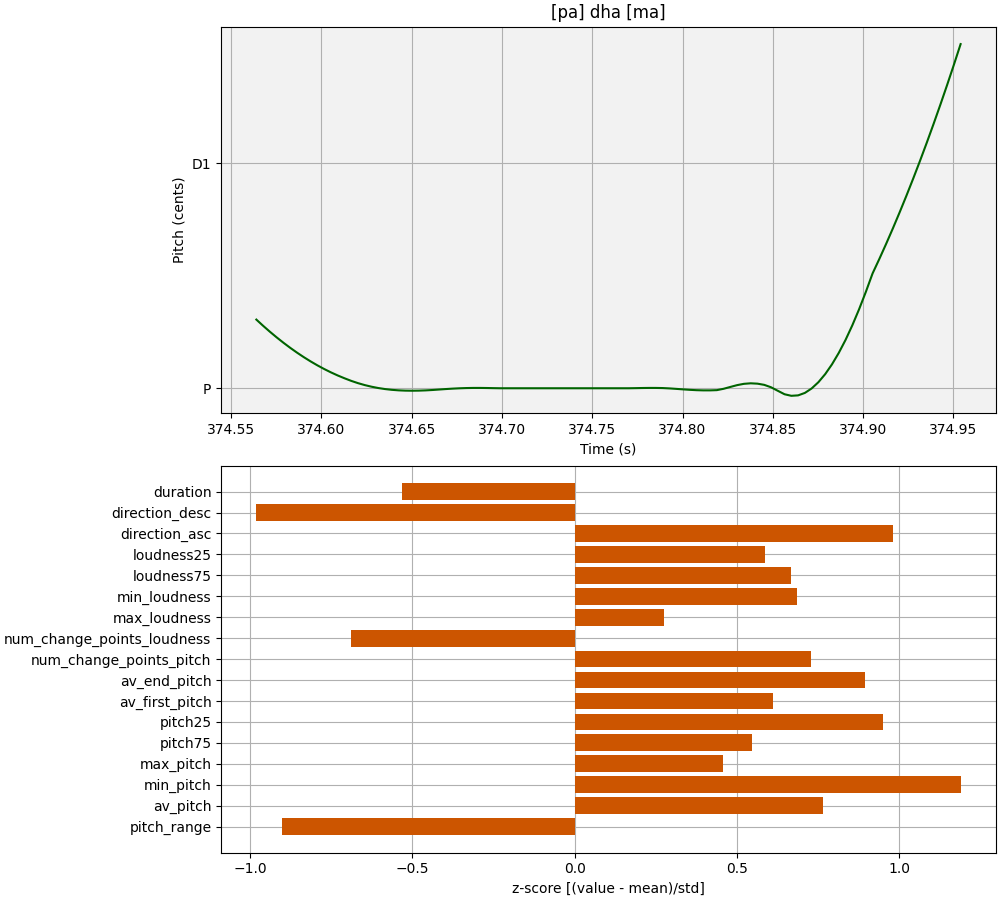 [pa] dha [ma]
D1
P
Pitch (cents)
374.55 374.60 374.65 374.70 374.75 374.80 374.85 374.90 374.95
Time (s)
duration
direction_desc
direction_asc
loudness25
loudness75
min_loudness
max_loudness
num_change_points_loudness
num_change_points_pitch
av_end_pitch
av_first_pitch
pitch25
pitch75
max_pitch
min_pitch
av_pitch
pitch_range
−1.0 −0.5 0.0 0.5 1.0
z-score [(value - mean)/std]